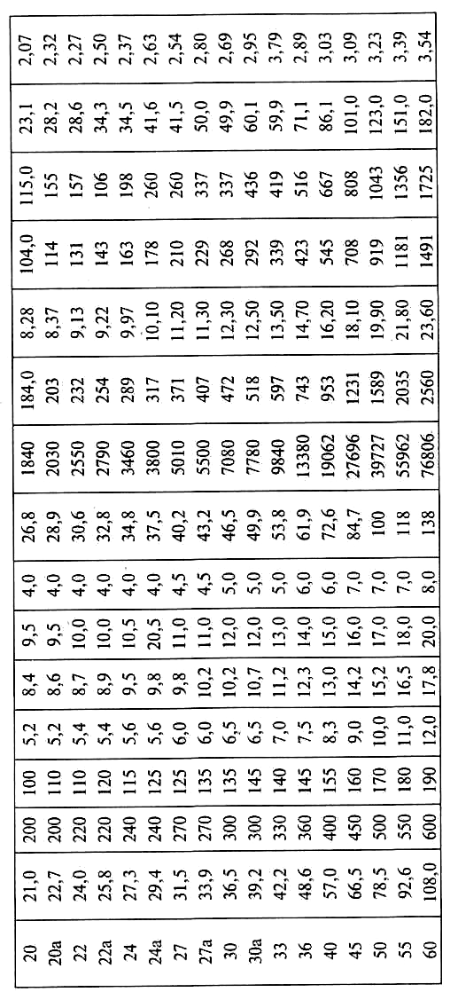 20 21,0 200 100 5,2 8,4 9,5 4,0 26,8 1840 184,0 8,28 104,0 115,0 23,1 2,07
20a 22,7 200 110 5,2 8,6 9,5 4,0 28,9 2030 203 8,37 114 155 28,2 2,32
22 24,0 220 110 5,4 8,7 10,0 4,0 30,6 2550 232 9,13 131 157 28,6 2,27
22a 25,8 220 120 5,4 8,9 10,0 4,0 32,8 2790 254 9,22 143 106 34,3 2,50
24 27,3 240 115 5,6 9,5 10,5 4,0 34,8 3460 289 9,97 163 198 34,5 2,37
24a 29,4 240 125 5,6 9,8 20,5 4,0 37,5 3800 317 10,10 178 260 41,6 2,63
27 31,5 270 125 6,0 9,8 11,0 4,5 40,2 5010 371 11,20 210 260 41,5 2,54
27a 33,9 270 135 6,0 10,2 11,0 4,5 43,2 5500 407 11,30 229 337 50,0 2,80
30 36,5 300 135 6,5 10,2 12,0 5,0 46,5 7080 472 12,30 268 337 49,9 2,69
30a 39,2 300 145 6,5 10,7 12,0 5,0 49,9 7780 518 12,50 292 436 60,1 2,95
33 42,2 330 140 7,0 11,2 13,0 5,0 53,8 9840 597 13,50 339 419 59,9 3,79
36 48,6 360 145 7,5 12,3 14,0 6,0 61,9 13380 743 14,70 423 516 71,1 2,89
40 57,0 400 155 8,3 13,0 15,0 6,0 72,6 19062 953 16,20 545 667 86,1 3,03
45 66,5 450 160 9,0 14,2 16,0 7,0 84,7 27696 1231 18,10 708 808 101,0 3,09
50 78,5 500 170 10,0 15,2 17,0 7,0 100 39727 1589 19,90 919 1043 123,0 3,23
55 92,6 550 180 11,0 16,5 18,0 7,0 118 55962 2035 21,80 1181 1356 151,0 3,39
60 108,0 600 190 12,0 17,8 20,0 8,0 138 76806 2560 23,60 1491 1725 182,0 3,54